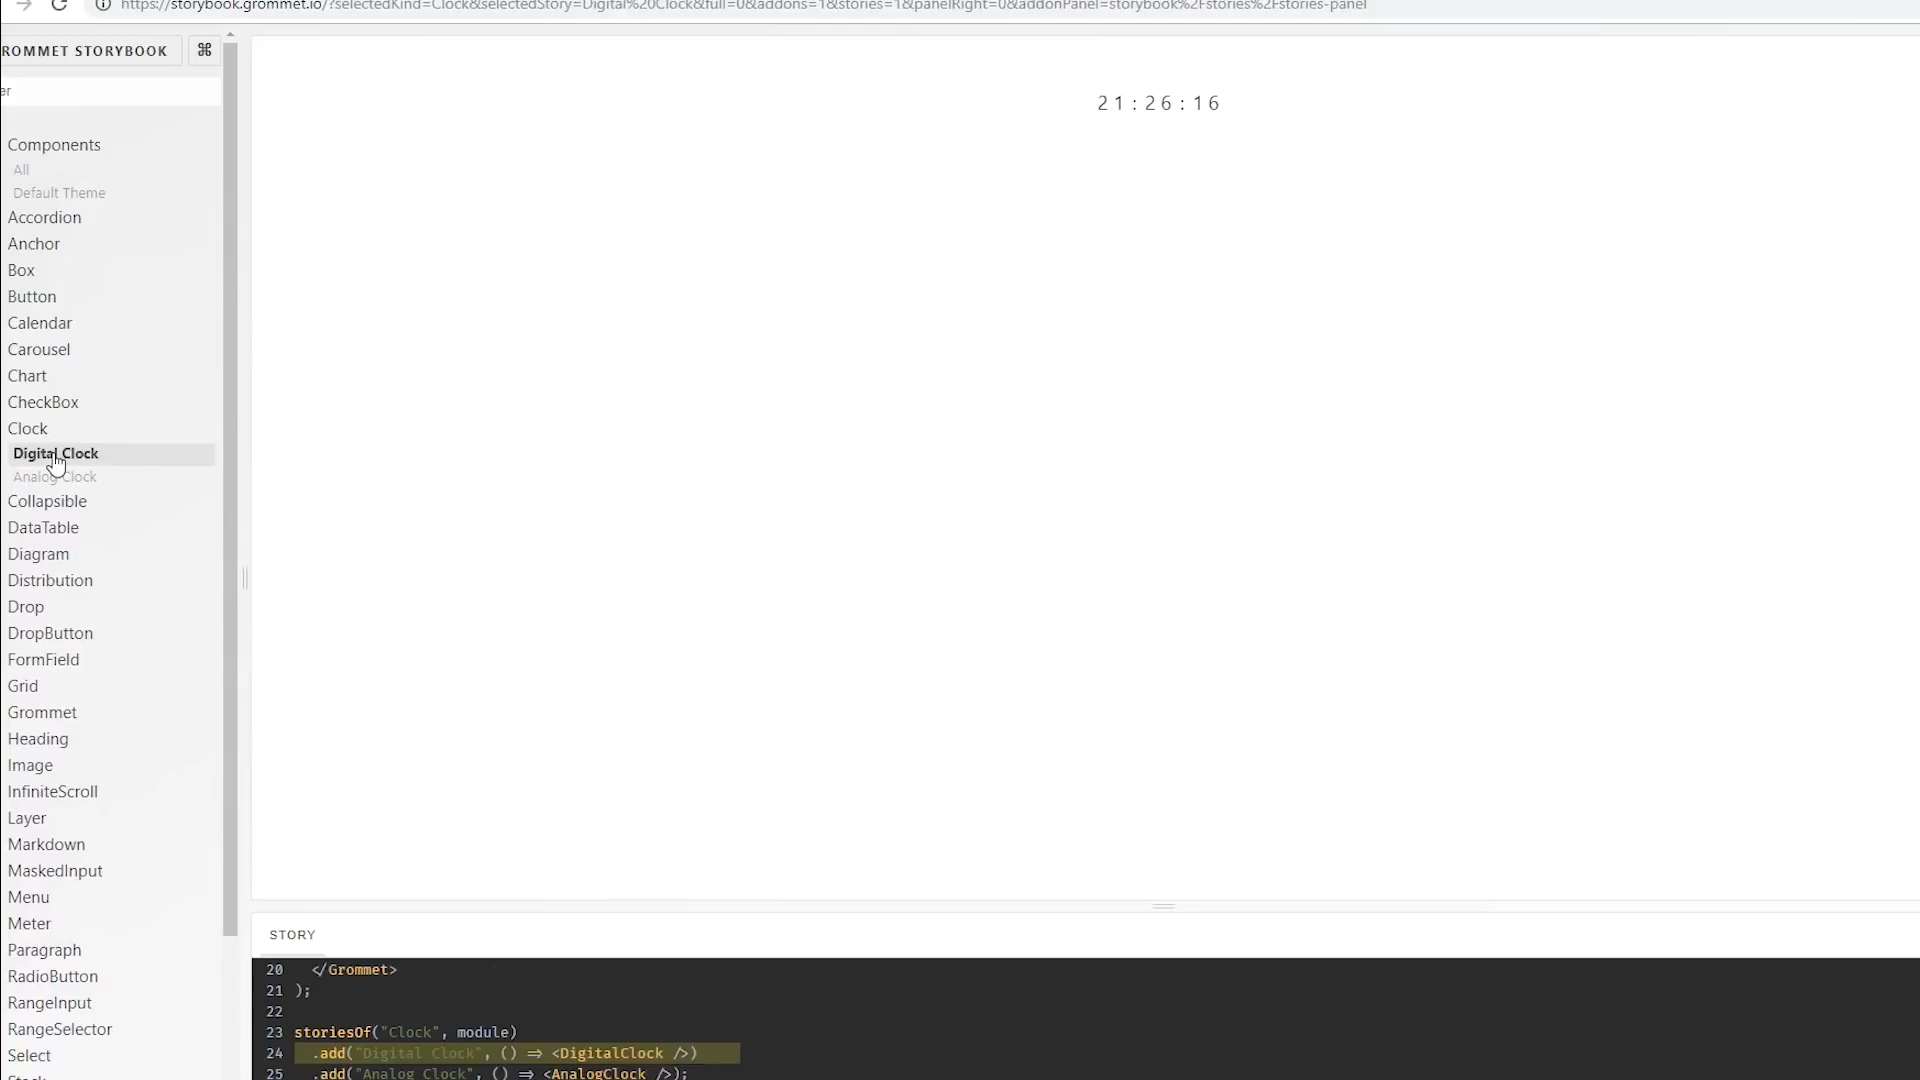 https://storybook.grommet.io/?selectedKind=Clock&selectedStory=Digital%20Clock&full=0&addons=1&stories=1&panelRight=0&addonPanel=storybook%2Fstories%2Fstories-panel
ROMMET STORYBOOK ⌘
er
21:26:16
Components
All
Default Theme
Accordion
Anchor
Box
Button
Calendar
Carousel
Chart
CheckBox
Clock
Digital Clock
Analog Clock
Collapsible
DataTable
Diagram
Distribution
Drop
DropButton
FormField
Grid
Grommet
Heading
Image
InfiniteScroll
Layer
Markdown
MaskedInput
Menu
Meter
Paragraph
RadioButton
RangeInput
RangeSelector
Select
Stack
STORY
20 </Grommet>
21 );
22
23 storiesOf("Clock", module)
24 .add("Digital Clock", () => <DigitalClock />)
25 .add("Analog Clock", () => <AnalogClock />);